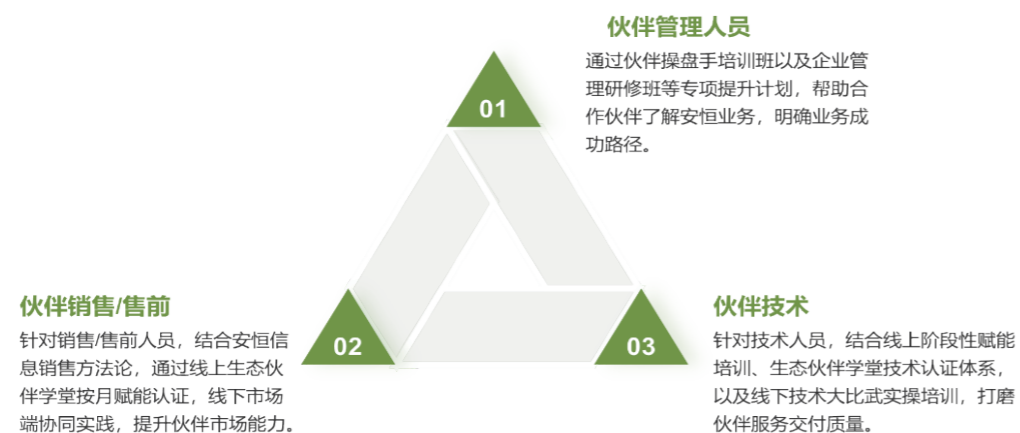 伙伴管理人员
通过伙伴操盘手培训班以及企业管
理研修班等专项提升计划，帮助合
作伙伴了解安恒业务，明确业务成
功路径。
01
伙伴销售/售前
针对销售/售前人员，结合安恒信
息销售方法论，通过线上生态伙
伴学堂按月赋能认证，线下市场
端协同实践，提升伙伴市场能力。
02
03
伙伴技术
针对技术人员，结合线上阶段性赋能
培训、生态伙伴学堂技术认证体系，
以及线下技术大比武实操培训，打磨
伙伴服务交付质量。